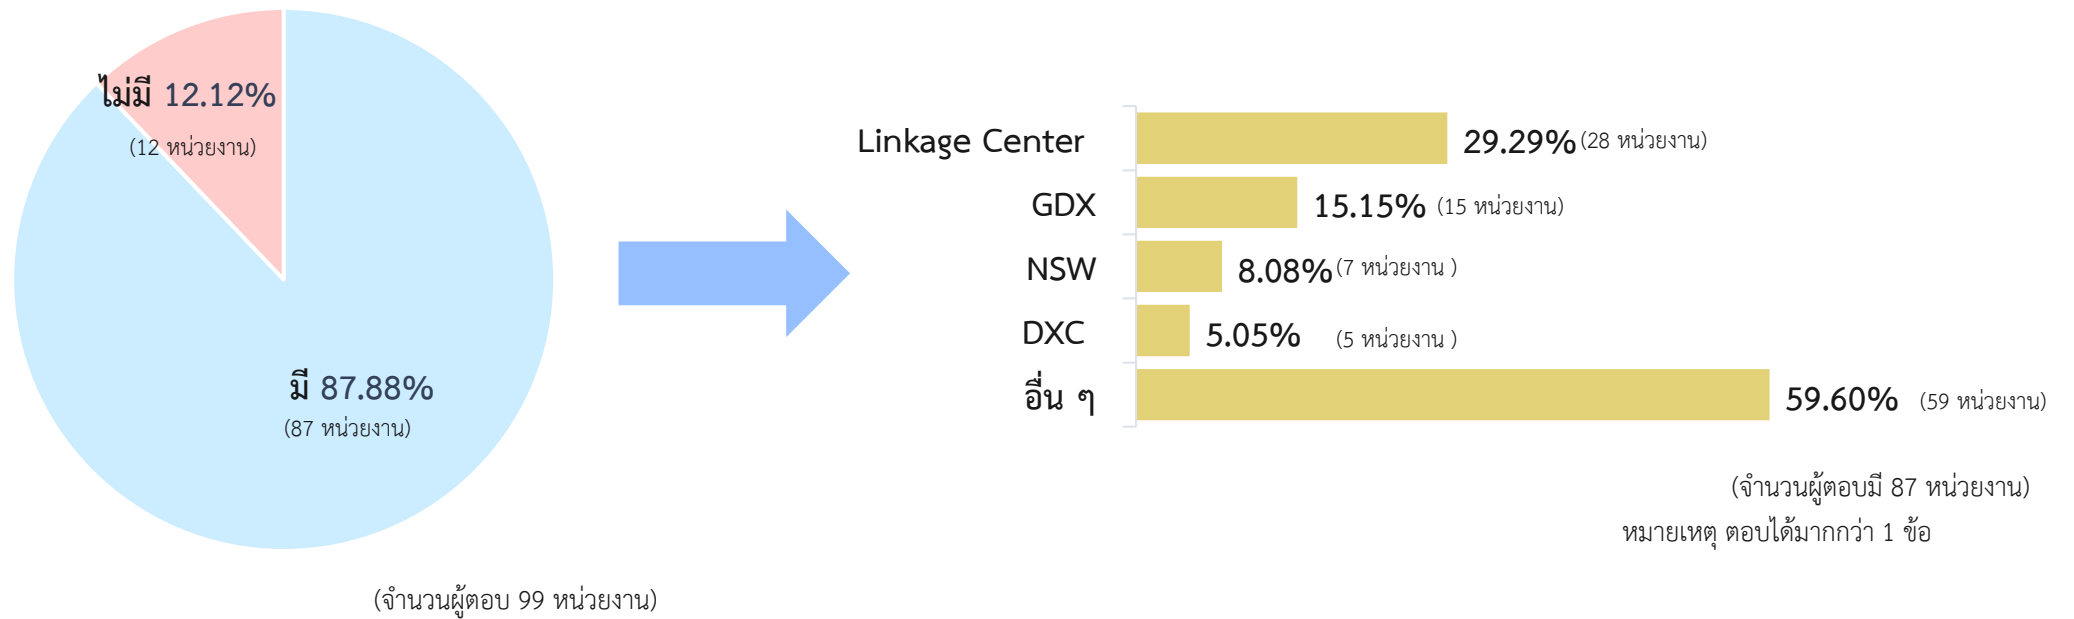 ไม่มี 12.12%
(12 หน่วยงาน)
มี 87.88%
(87 หน่วยงาน)
(จำนวนผู้ตอบ 99 หน่วยงาน)
Linkage Center 29.29% (28 หน่วยงาน)
GDX 15.15% (15 หน่วยงาน)
NSW 8.08% (7 หน่วยงาน )
DXC 5.05% (5 หน่วยงาน )
อื่น ๆ 59.60% (59 หน่วยงาน)
(จำนวนผู้ตอบมี 87 หน่วยงาน)
หมายเหตุ ตอบได้มากกว่า 1 ข้อ